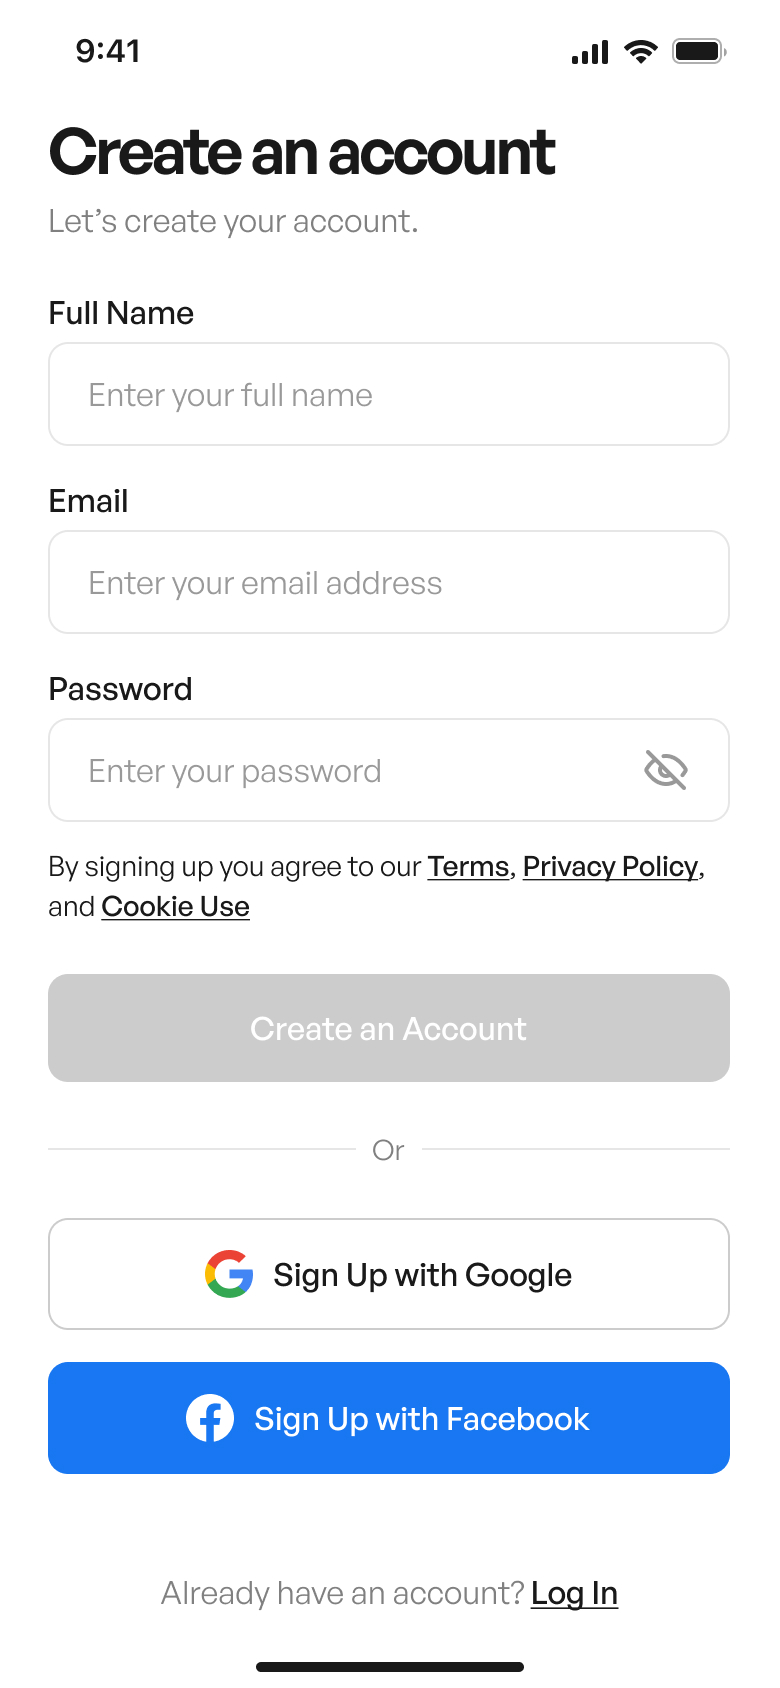 9:41
Create an account
Let’s create your account.
Full Name
Enter your full name
Email
Enter your email address
Password
Enter your password
By signing up you agree to our Terms, Privacy Policy,
and Cookie Use
Create an Account
Or
Sign Up with Google
Sign Up with Facebook
Already have an account? Log In